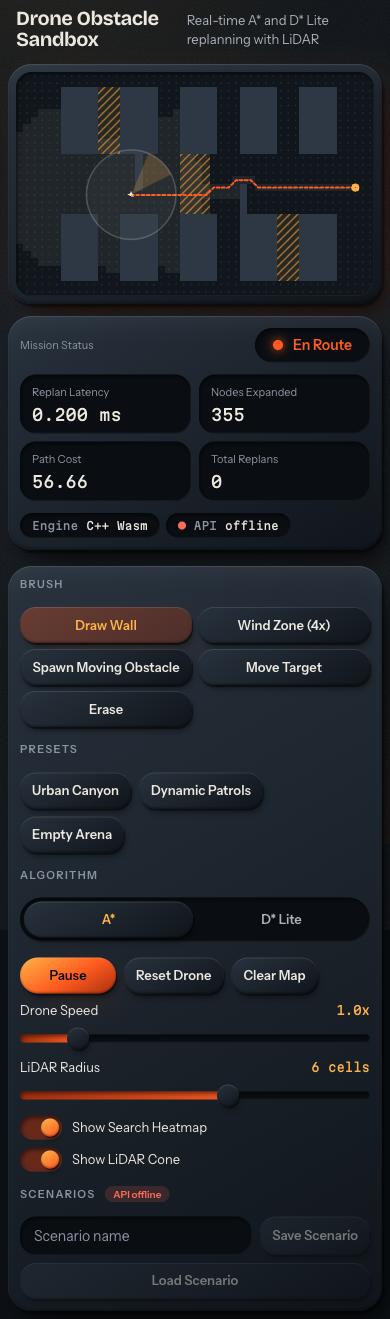 Drone Obstacle
Sandbox
Real-time A* and D* Lite
replanning with LiDAR
Mission Status
En Route
Replan Latency
0.200 ms
Nodes Expanded
355
Path Cost
56.66
Total Replans
0
Engine C++ Wasm
API offline
BRUSH
Draw Wall
Wind Zone (4x)
Spawn Moving Obstacle
Move Target
Erase
PRESETS
Urban Canyon
Dynamic Patrols
Empty Arena
ALGORITHM
A*
D* Lite
Pause
Reset Drone
Clear Map
Drone Speed
1.0x
LiDAR Radius
6 cells
Show Search Heatmap
Show LiDAR Cone
SCENARIOS
API offline
Scenario name
Save Scenario
Load Scenario